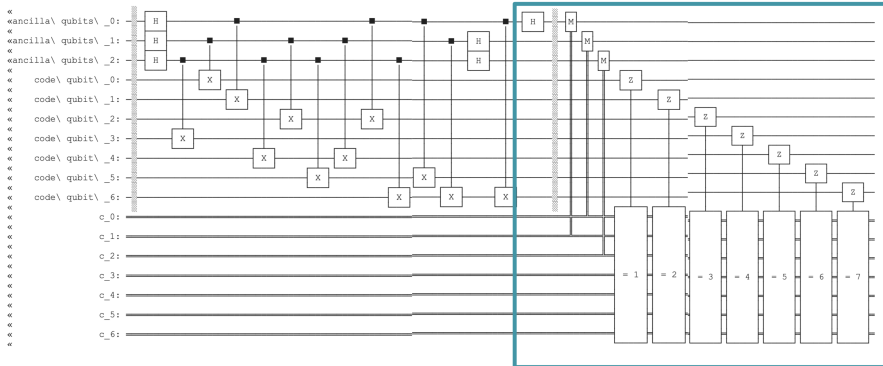 «
«ancilla\ qubits\ _0: H H M
«
«ancilla\ qubits\ _1: H H M
«
«ancilla\ qubits\ _2: H H M
«
« code\ qubit\ _0: X Z
«
« code\ qubit\ _1: X Z
«
« code\ qubit\ _2: X X Z
«
« code\ qubit\ _3: X Z
«
« code\ qubit\ _4: X X Z
«
« code\ qubit\ _5: X X Z
«
« code\ qubit\ _6: X X X Z
«
« c_0:
«
« c_1:
«
« c_2:
«
« c_3: = 1 = 2 = 3 = 4 = 5 = 6 = 7
«
« c_4:
«
« c_5:
«
« c_6:
«